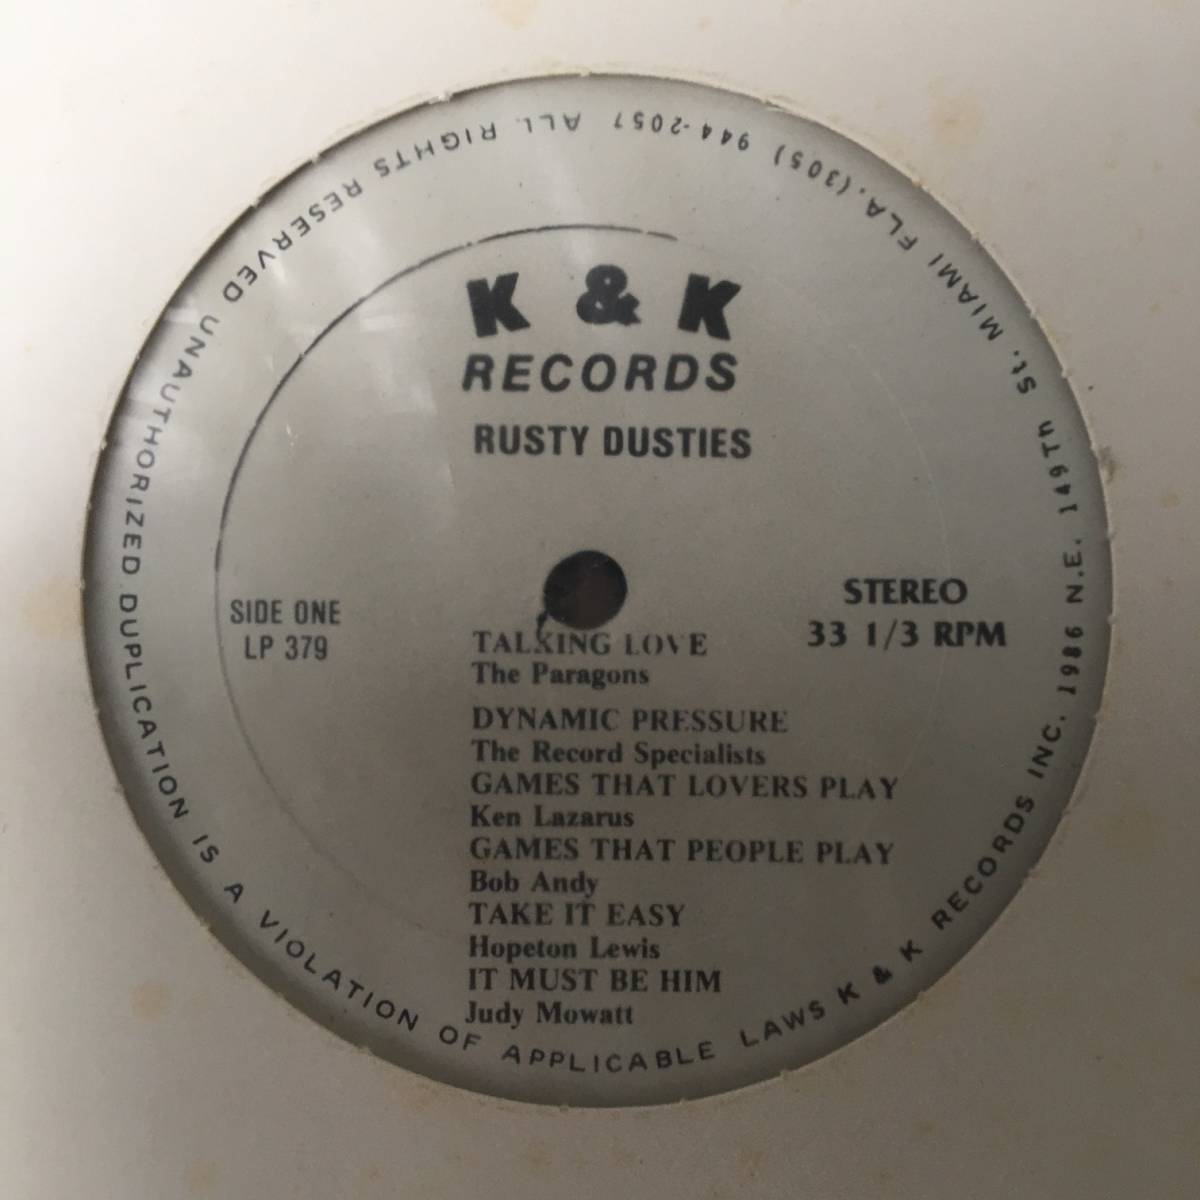 K & K
RECORDS
RUSTY DUSTIES
SIDE ONE
LP 379
STEREO
33 1/3 RPM
TALKING LOVE
The Paragons
DYNAMIC PRESSURE
The Record Specialists
GAMES THAT LOVERS PLAY
Ken Lazarus
GAMES THAT PEOPLE PLAY
Bob Andy
TAKE IT EASY
Hopeton Lewis
IT MUST BE HIM
Judy Mowatt
K & K RECORDS INC. 1986 N.E. 149Th St. MIAMI FLA. (305) 944-2057 ALL RIGHTS RESERVED UNAUTHORIZED DUPLICATION IS A VIOLATION OF APPLICABLE LAWS